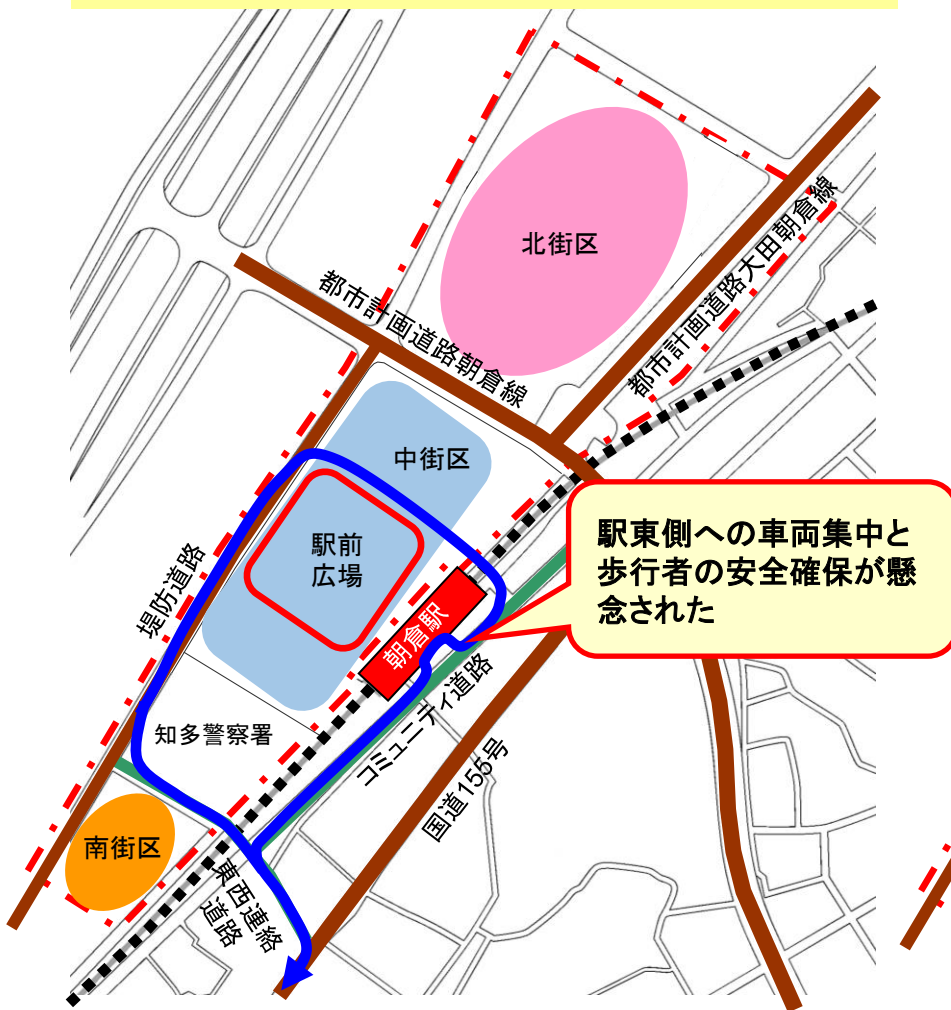 北街区
都市計画道路大田朝倉線
都市計画道路朝倉線
中街区
駅前
広場
駅東側への車両集中と
歩行者の安全確保が懸
念された
堤防道路
朝倉駅
コミュニティ道路
知多警察署
国道155号
南街区
東西連絡
道路